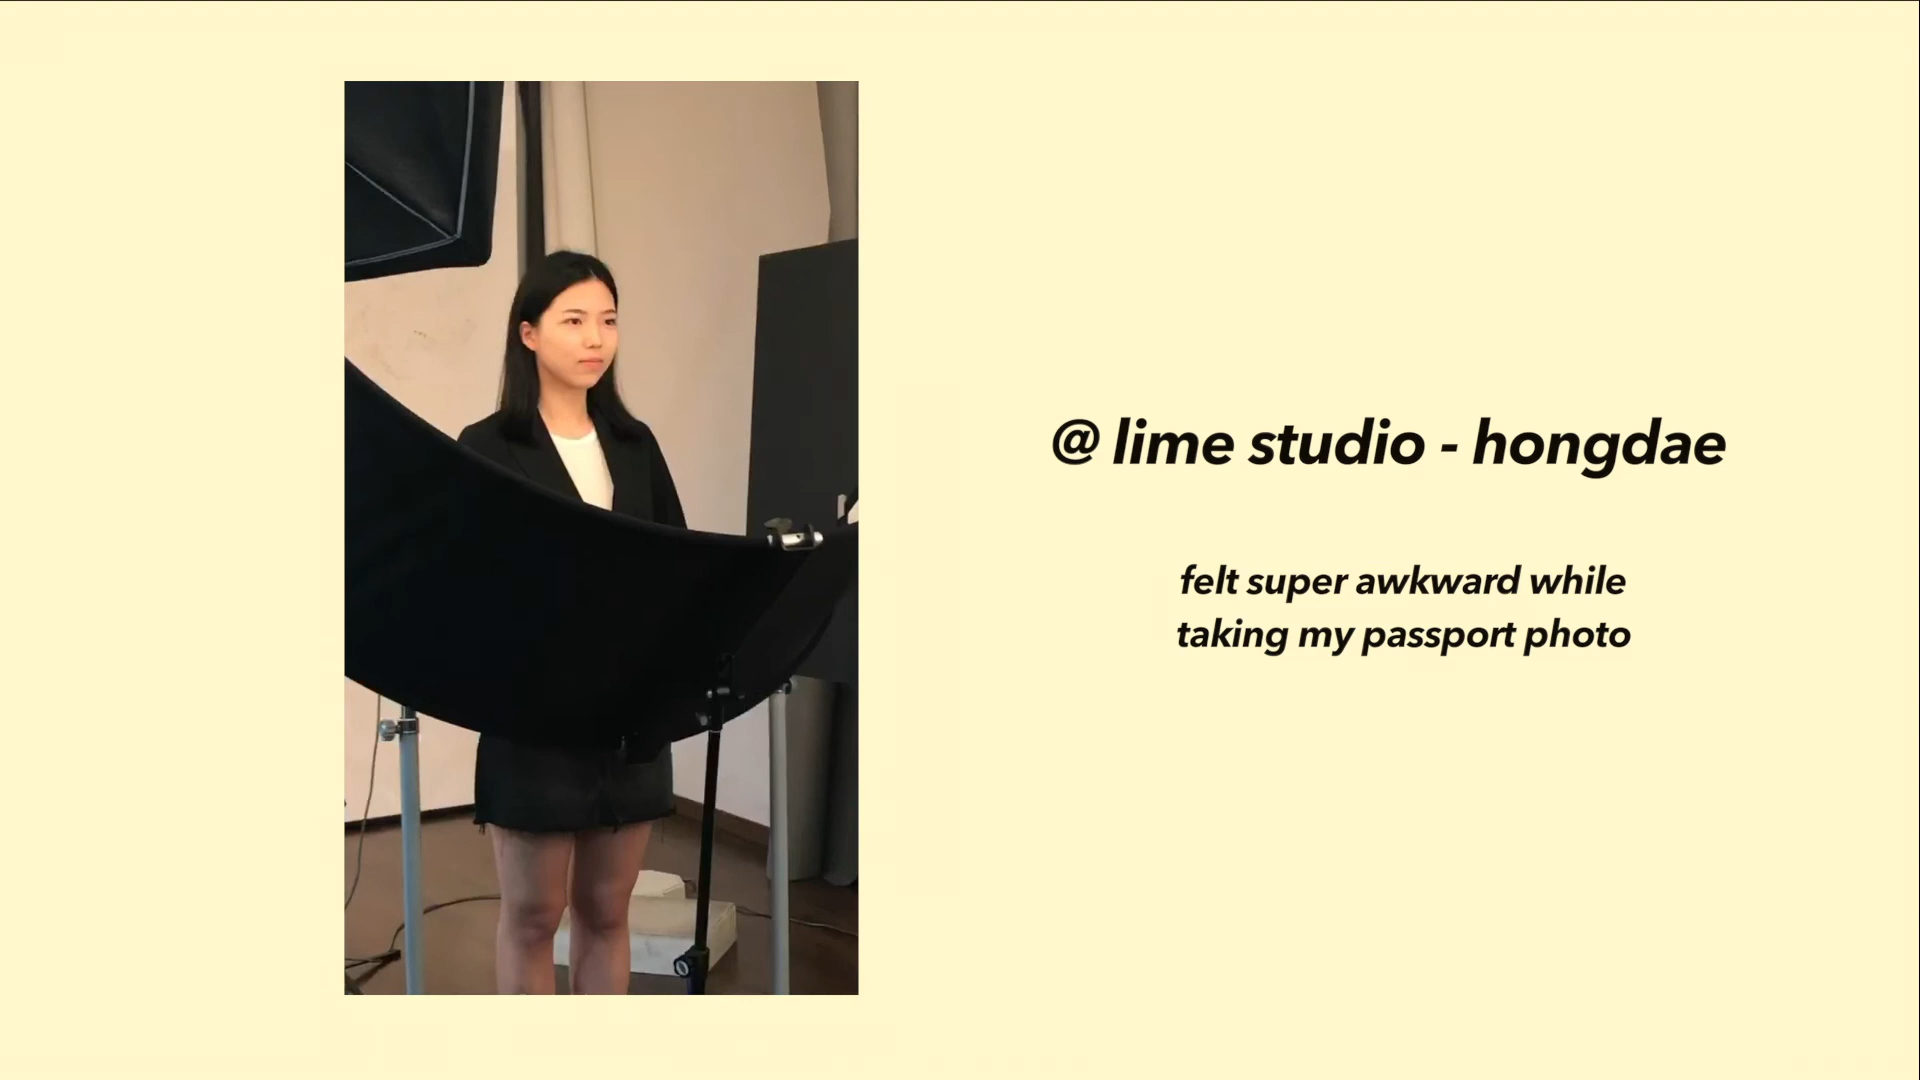 @ lime studio - hongdae
felt super awkward while
taking my passport photo